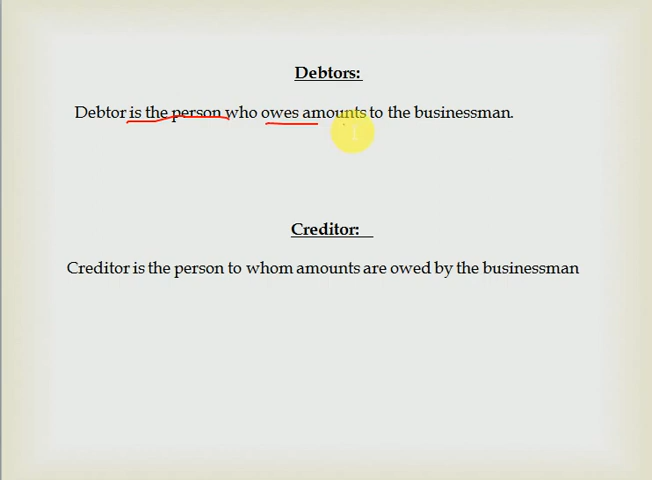 Debtors:
Debtor is the person who owes amounts to the businessman.
Creditor:
Creditor is the person to whom amounts are owed by the businessman